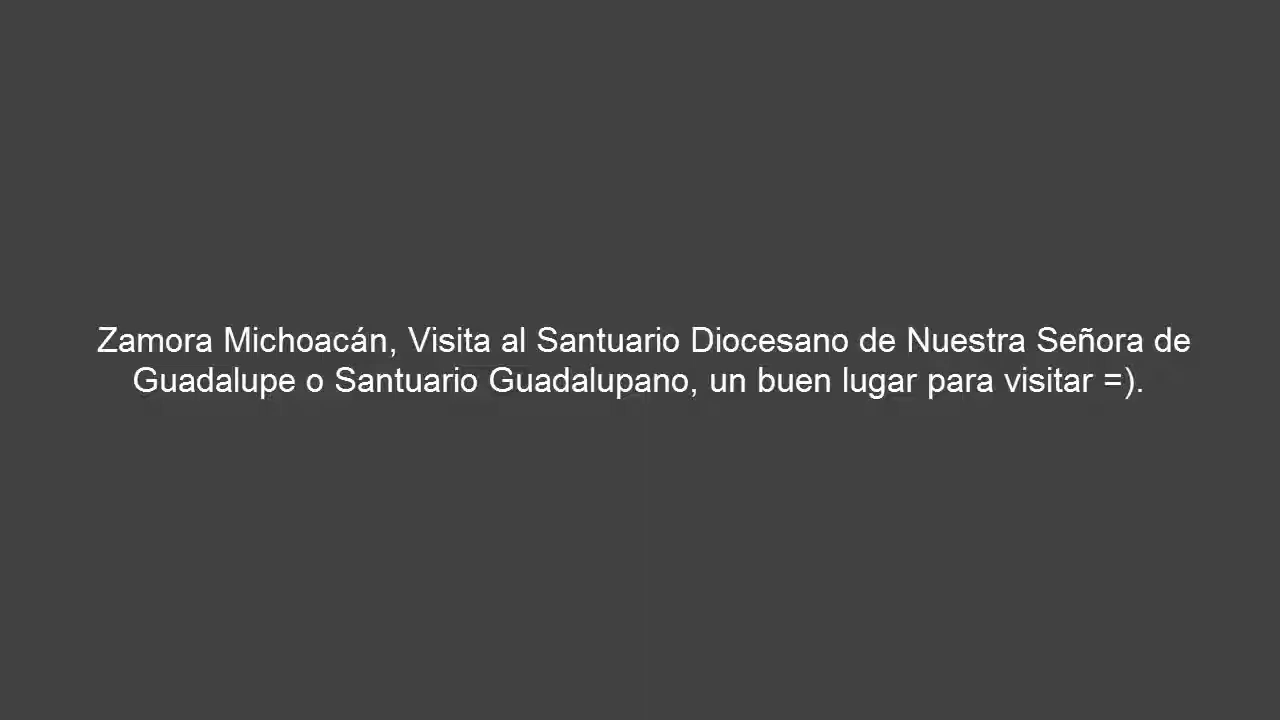 Zamora Michoacán, Visita al Santuario Diocesano de Nuestra Señora de
Guadalupe o Santuario Guadalupano, un buen lugar para visitar =).